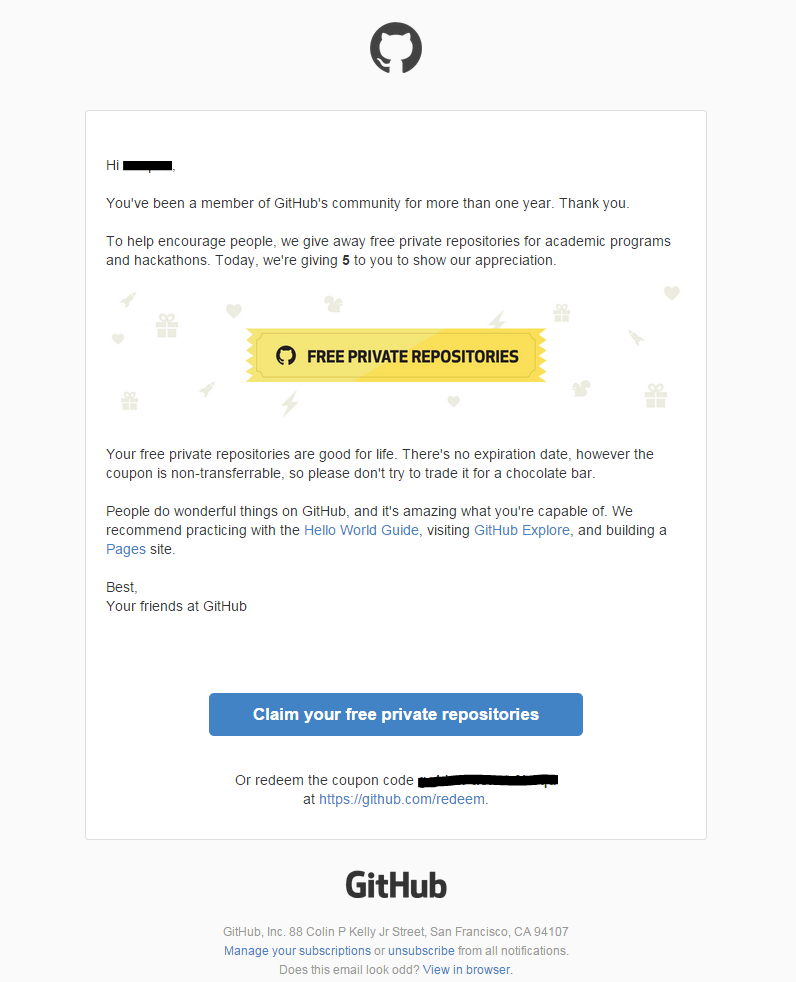 Hi ,
You've been a member of GitHub's community for more than one year. Thank you.
To help encourage people, we give away free private repositories for academic programs
and hackathons. Today, we're giving 5 to you to show our appreciation.
FREE PRIVATE REPOSITORIES
Your free private repositories are good for life. There's no expiration date, however the
coupon is non-transferrable, so please don't try to trade it for a chocolate bar.
People do wonderful things on GitHub, and it's amazing what you're capable of. We
recommend practicing with the Hello World Guide, visiting GitHub Explore, and building a
Pages site.
Best,
Your friends at GitHub
Claim your free private repositories
Or redeem the coupon code
at https://github.com/redeem.
GitHub
GitHub, Inc. 88 Colin P Kelly Jr Street, San Francisco, CA 94107
Manage your subscriptions or unsubscribe from all notifications.
Does this email look odd? View in browser.